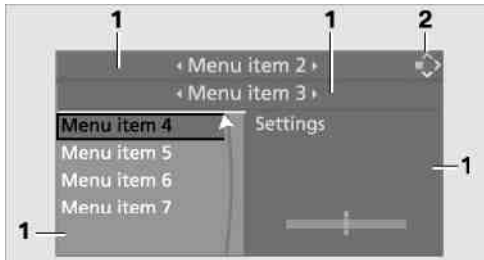 1 1 2
◂ Menu item 2 ▸
◂ Menu item 3 ▸
Menu item 4 Settings
Menu item 5
Menu item 6 1
Menu item 7
1